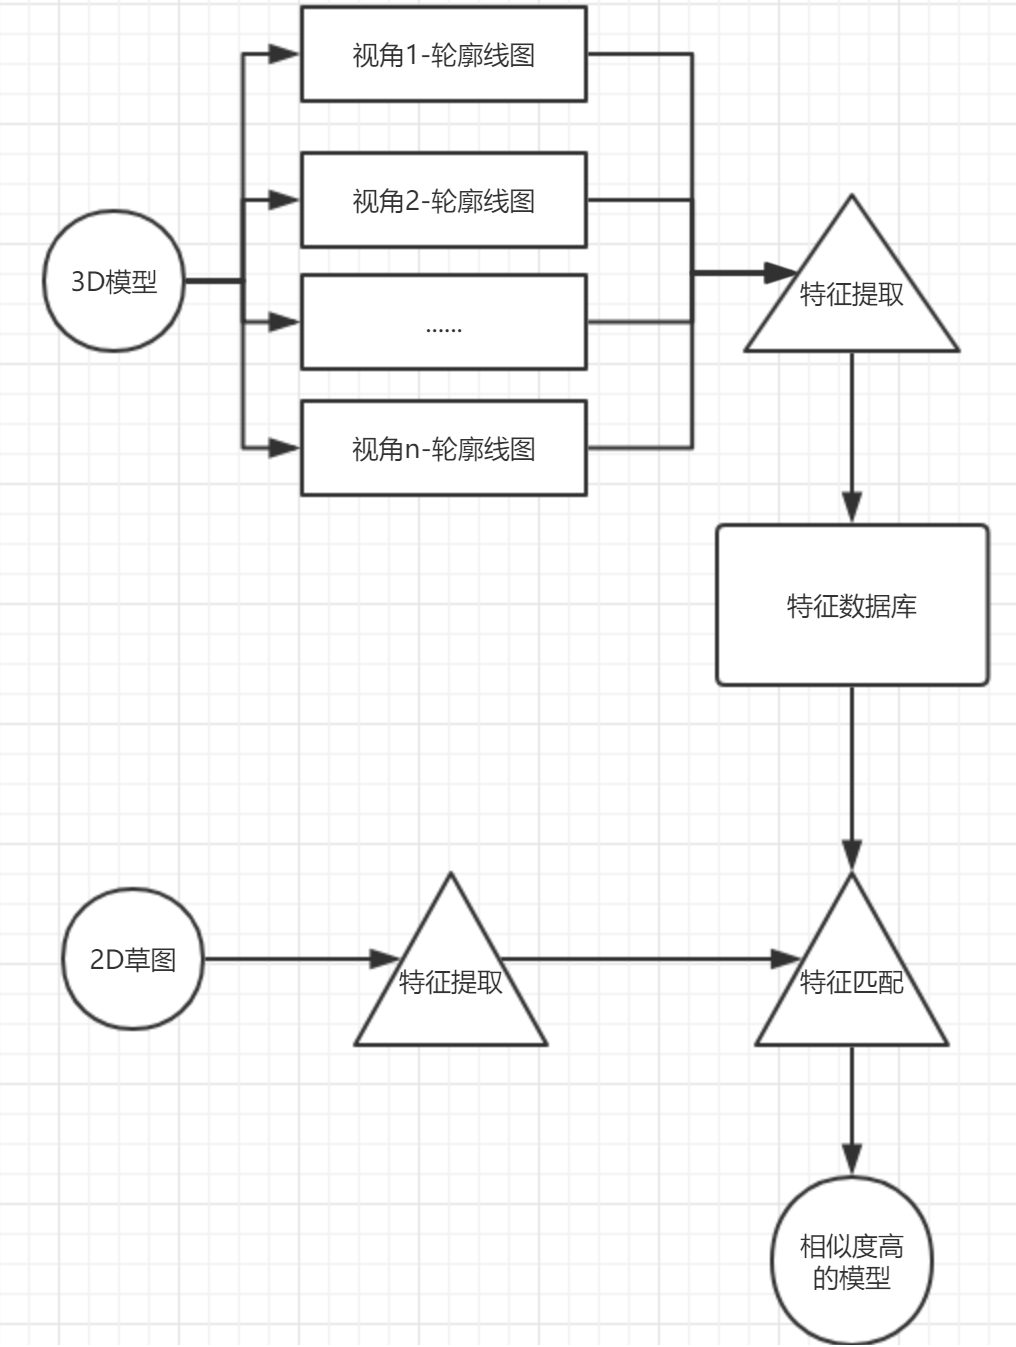 视角1-轮廓线图
视角2-轮廓线图
3D模型
特征提取
......
视角n-轮廓线图
特征数据库
2D草图
特征提取
特征匹配
相似度高
的模型